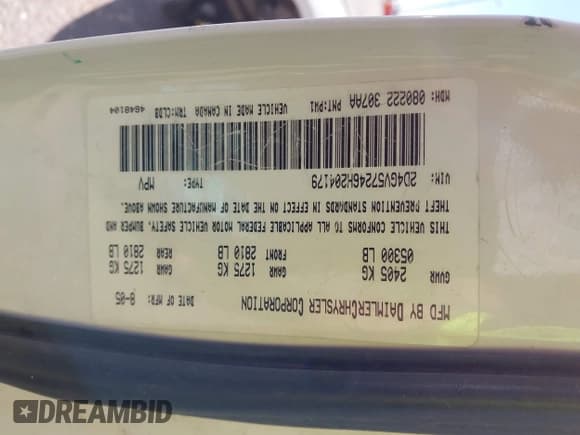 MFD BY DAIMLERCHRYSLER CORPORATION DATE OF MFR: 8-05
GVWR GAWR GAWR
2405 KG 1275 KG 1275 KG
05300 LB FRONT 2810 LB REAR 2810 LB
THIS VEHICLE CONFORMS TO ALL APPLICABLE FEDERAL MOTOR VEHICLE SAFETY, BUMPER AND
THEFT PREVENTION STANDARDS IN EFFECT ON THE DATE OF MANUFACTURE SHOWN ABOVE.
VIN: 2D4GV57246H204179 TYPE: MPV
MDH: 080222 307AA PNT:PW1 VEHICLE MADE IN CANADA TRM:CLD3 4648104
DREAMBID